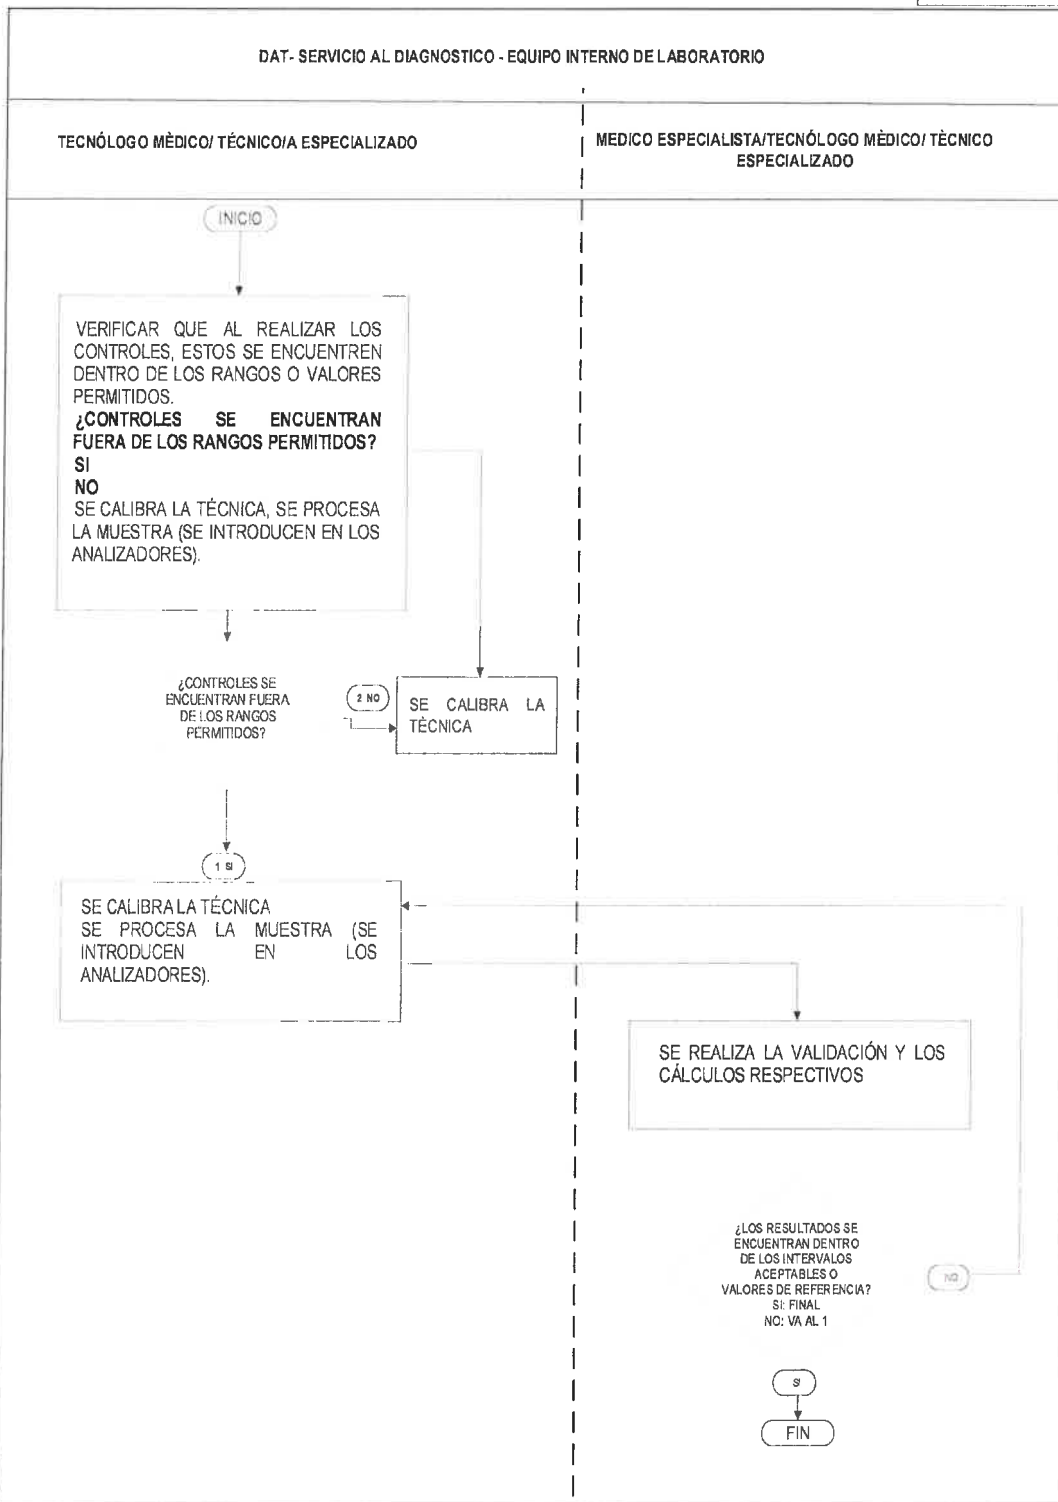 DAT- SERVICIO AL DIAGNOSTICO - EQUIPO INTERNO DE LABORATORIO
TECNÓLOGO MÈDICO/ TÉCNICO/A ESPECIALIZADO
MEDICO ESPECIALISTA/TECNÓLOGO MÈDICO/ TÈCNICO
ESPECIALIZADO
INICIO
VERIFICAR QUE AL REALIZAR LOS
CONTROLES, ESTOS SE ENCUENTREN
DENTRO DE LOS RANGOS O VALORES
PERMITIDOS.
¿CONTROLES SE ENCUENTRAN
FUERA DE LOS RANGOS PERMITIDOS?
SI
NO
SE CALIBRA LA TÉCNICA, SE PROCESA
LA MUESTRA (SE INTRODUCEN EN LOS
ANALIZADORES).
¿CONTROLES SE
ENCUENTRAN FUERA
DE LOS RANGOS
PERMITIDOS?
2 NO
SE CALIBRA LA
TÈCNICA
1 SI
SE CALIBRA LA TÉCNICA
SE PROCESA LA MUESTRA (SE
INTRODUCEN EN LOS
ANALIZADORES).
SE REALIZA LA VALIDACIÓN Y LOS
CÁLCULOS RESPECTIVOS
¿LOS RESULTADOS SE
ENCUENTRAN DENTRO
DE LOS INTERVALOS
ACEPTABLES O
VALORES DE REFERENCIA?
SI: FINAL
NO: VA AL 1
NO
SI
FIN